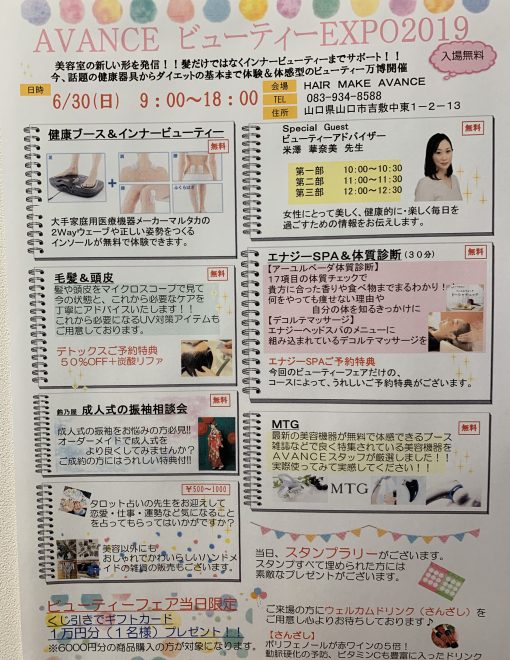 AVANCE ビューティーEXPO2019
美容室の新しい形を発信！！髪だけではなくインナービューティーまでサポート！！
今、話題の健康器具からダイエットの基本まで体験＆体感型のビューティー万博開催
入場無料
日時
6/30(日) 9：00～18：00
会場 HAIR MAKE AVANCE
TEL 083-934-8588
住所 山口県山口市吉敷中東1－2－13
健康ブース＆インナービューティー
無料
大手家庭用医療機器メーカーマルタカの
2Wayウェーブや正しい姿勢をつくる
インソールが無料で体験できます。
Special Guest
無料
ビューティーアドバイザー
米澤 華奈美 先生
第一部 10:00～10:30
第二部 11:00～11:30
第三部 12:00～12:30
女性にとって美しく、健康的に・楽しく毎日を
過ごすための情報をお伝えします。
毛髪＆頭皮
無料
髪や頭皮をマイクロスコープで見て
今の状態と、これから必要なケアを
丁寧にアドバイスいたします！！
これから必要になるUV対策アイテムも
ご用意しております。
デトックスご予約特典
50％OFF＋炭酸リファ
エナジーSPA＆体質診断(30分)
無料
【アーユルベーダ体質診断】
17項目の体質チェックで
貴方に合った香りや食べ物までまるわかり！
何をやっても痩せない理由や
自分の体を知るきっかけに
【デコルテマッサージ】
エナジーヘッドスパのメニューに
組み込まれているデコルテマッサージを
エナジーSPAご予約特典
今回のビューティーフェアだけの、
コースによって、うれしいご予約特典がございます。
鈴乃屋 成人式の振袖相談会
無料
成人式の振袖をお悩みの方必見!!
オーダーメイドで成人式を
より良くしてみませんか？
ご成約の方にはうれしい特典付!!
MTG
無料
最新の美容機器が無料で体感できるブース
雑誌などで良く特集されている美容機器を
AVANCEスタッフが厳選しました！！
実際使ってみて実感してください！！
MTG
￥500～1000
タロット占いの先生をお迎えして
恋愛・仕事・運勢など気になること
を占ってもらってはいかがですか？
美容以外にも
おしゃれでかわいらしいハンドメ
イドの雑貨の販売もございます。
当日、スタンプラリーがございます。
スタンプすべて埋められた方には
素敵なプレゼントがございます。
ビューティーフェア当日限定
くじ引きでギフトカード
1万円分（1名様）プレゼント！！
※6000円分の商品購入の方が対象になります。
ご来場の方にウェルカムドリンク（さんざし）を
ご用意し心よりお待ちしております♪
【さんざし】
ポリフェノールが赤ワインの5倍！
動脈硬化の予防、ビタミンCも豊富に入ったドリンク